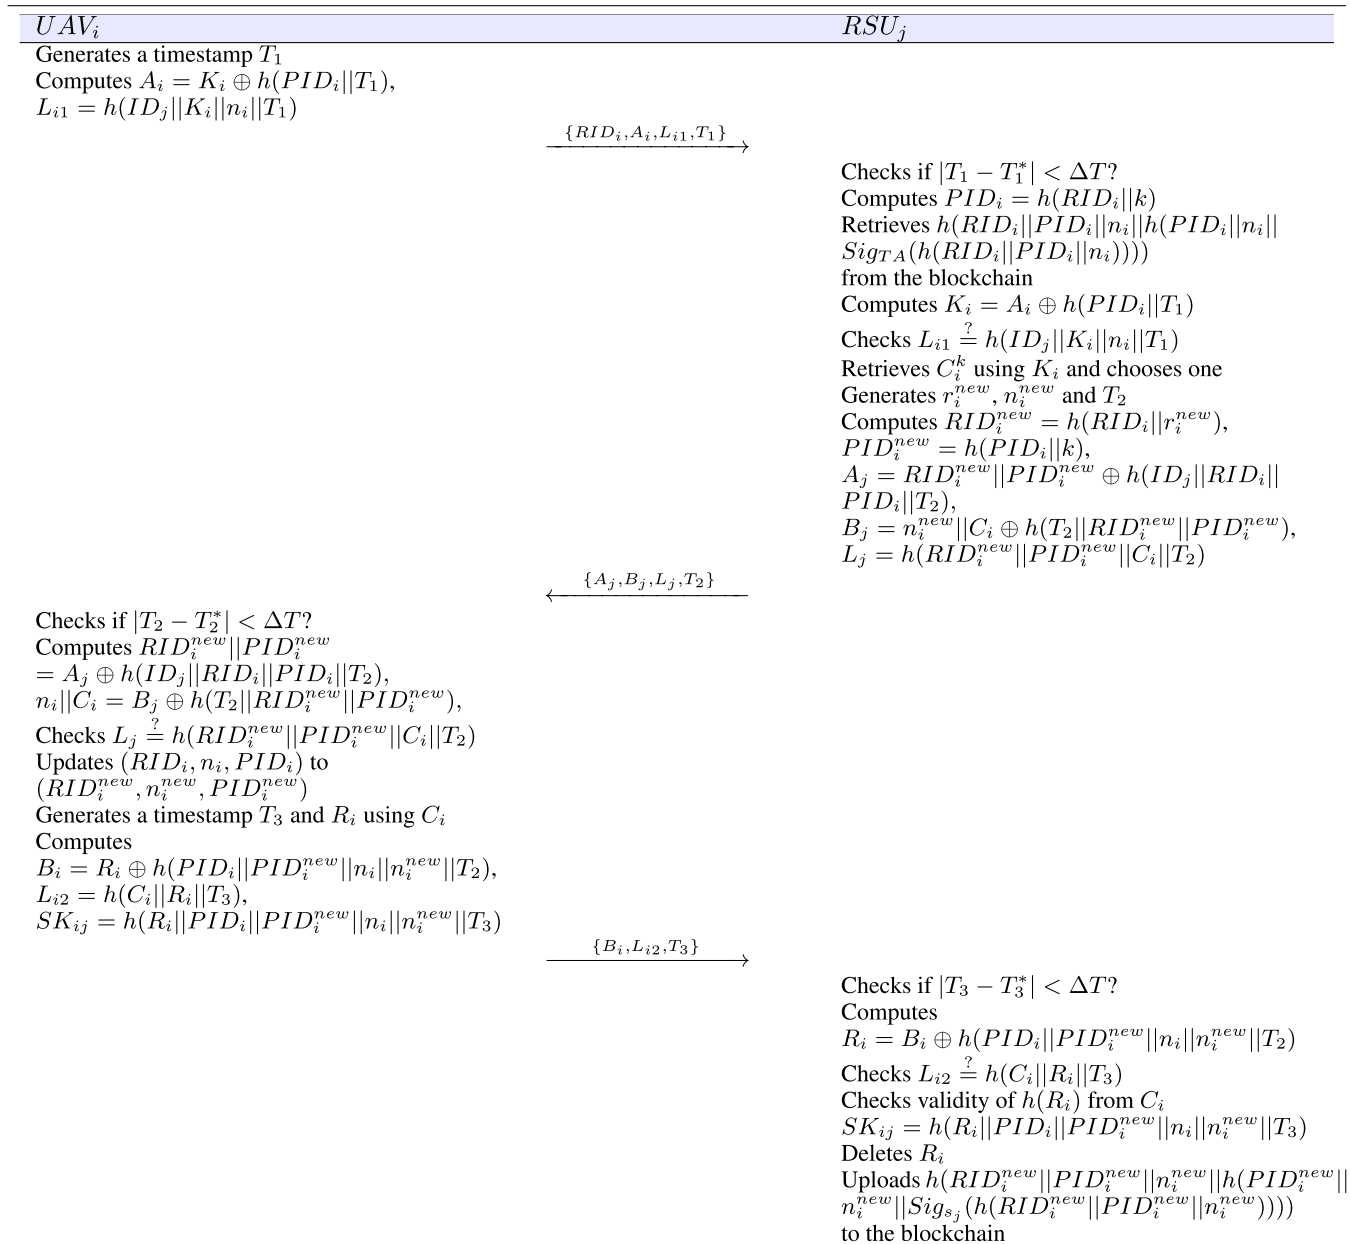 UAV_i RSU_j
Generates a timestamp T_1
Computes A_i = K_i ⊕ h(PID_i||T_1),
L_{i1} = h(ID_j||K_i||n_i||T_1)
{RID_i,A_i,L_{i1},T_1}
Checks if |T_1 − T_1^*| < ΔT?
Computes PID_i = h(RID_i||k)
Retrieves h(RID_i||PID_i||n_i||h(PID_i||n_i||
Sig_{TA}(h(RID_i||PID_i||n_i))))
from the blockchain
Computes K_i = A_i ⊕ h(PID_i||T_1)
Checks L_{i1} ≟ h(ID_j||K_i||n_i||T_1)
Retrieves C_i^k using K_i and chooses one
Generates r_i^{new}, n_i^{new} and T_2
Computes RID_i^{new} = h(RID_i||r_i^{new}),
PID_i^{new} = h(PID_i||k),
A_j = RID_i^{new}||PID_i^{new} ⊕ h(ID_j||RID_i||
PID_i||T_2),
B_j = n_i^{new}||C_i ⊕ h(T_2||RID_i^{new}||PID_i^{new}),
L_j = h(RID_i^{new}||PID_i^{new}||C_i||T_2)
{A_j,B_j,L_j,T_2}
Checks if |T_2 − T_2^*| < ΔT?
Computes RID_i^{new}||PID_i^{new}
= A_j ⊕ h(ID_j||RID_i||PID_i||T_2),
n_i||C_i = B_j ⊕ h(T_2||RID_i^{new}||PID_i^{new}),
Checks L_j ≟ h(RID_i^{new}||PID_i^{new}||C_i||T_2)
Updates (RID_i, n_i, PID_i) to
(RID_i^{new}, n_i^{new}, PID_i^{new})
Generates a timestamp T_3 and R_i using C_i
Computes
B_i = R_i ⊕ h(PID_i||PID_i^{new}||n_i||n_i^{new}||T_2),
L_{i2} = h(C_i||R_i||T_3),
SK_{ij} = h(R_i||PID_i||PID_i^{new}||n_i||n_i^{new}||T_3)
{B_i,L_{i2},T_3}
Checks if |T_3 − T_3^*| < ΔT?
Computes
R_i = B_i ⊕ h(PID_i||PID_i^{new}||n_i||n_i^{new}||T_2)
Checks L_{i2} ≟ h(C_i||R_i||T_3)
Checks validity of h(R_i) from C_i
SK_{ij} = h(R_i||PID_i||PID_i^{new}||n_i||n_i^{new}||T_3)
Deletes R_i
Uploads h(RID_i^{new}||PID_i^{new}||n_i^{new}||h(PID_i^{new}||
n_i^{new}||Sig_{s_j}(h(RID_i^{new}||PID_i^{new}||n_i^{new}))))
to the blockchain